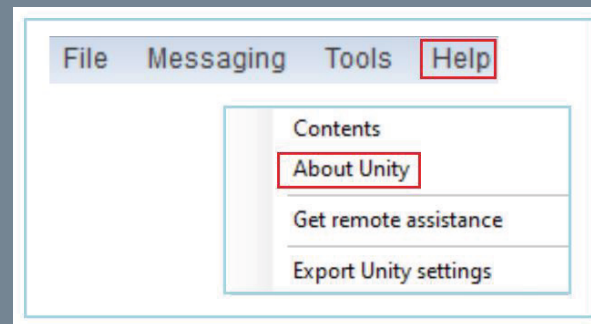 File Messaging Tools Help
Contents
About Unity
Get remote assistance
Export Unity settings